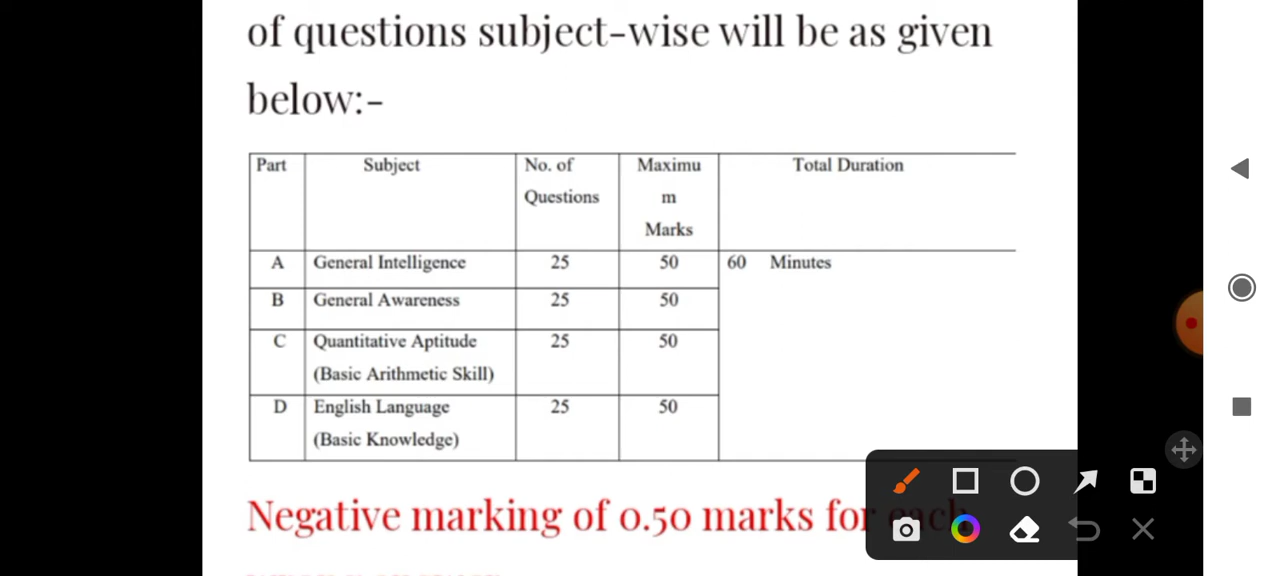 of questions subject-wise will be as given
below:-
Part Subject No. of Maximu Total Duration
Questions m
Marks
A General Intelligence 25 50 60 Minutes
B General Awareness 25 50
C Quantitative Aptitude 25 50
(Basic Arithmetic Skill)
D English Language 25 50
(Basic Knowledge)
Negative marking of 0.50 marks for each